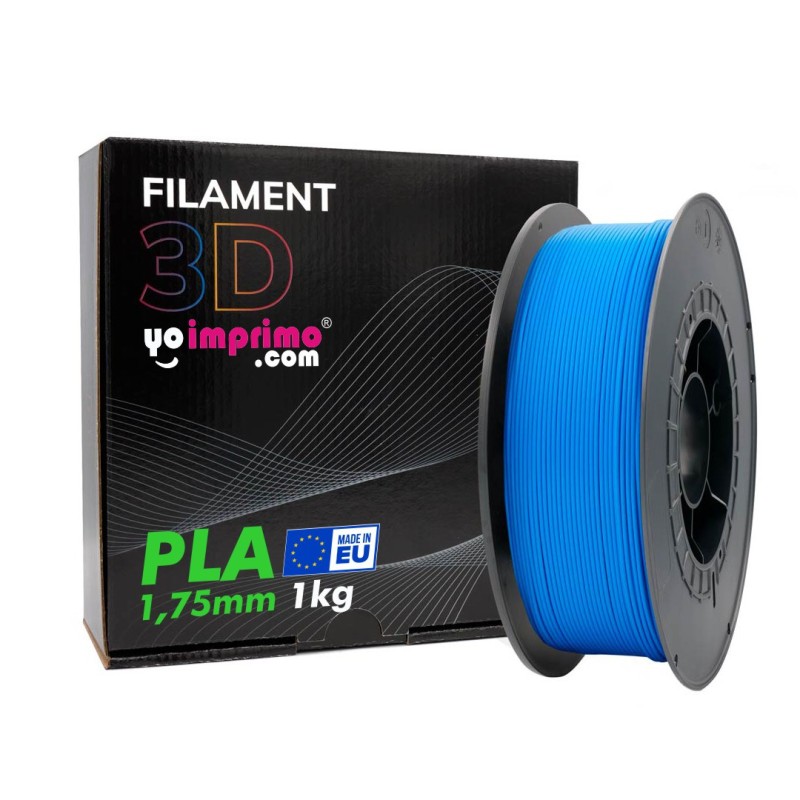 FILAMENT
3D
yoimprimo®
.com
PLA
MADE IN
EU
1,75mm 1kg